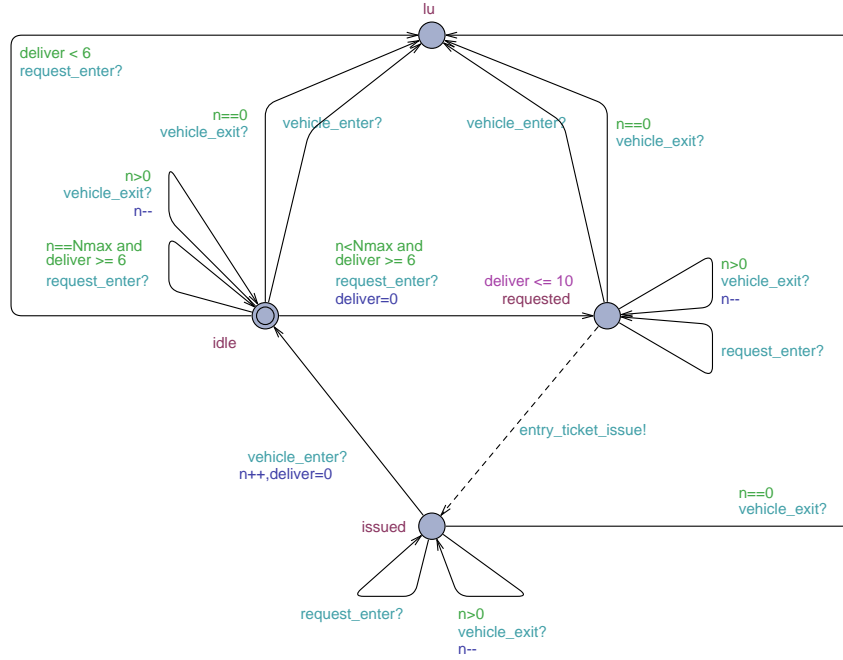 lu
deliver < 6
request_enter?
n==0
vehicle_exit?
vehicle_enter?
vehicle_enter?
n==0
vehicle_exit?
n>0
vehicle_exit?
n--
n==Nmax and
deliver >= 6
request_enter?
n<Nmax and
deliver >= 6
request_enter?
deliver=0
deliver <= 10
requested
n>0
vehicle_exit?
n--
request_enter?
idle
entry_ticket_issue!
vehicle_enter?
n++,deliver=0
issued
n==0
vehicle_exit?
request_enter?
n>0
vehicle_exit?
n--